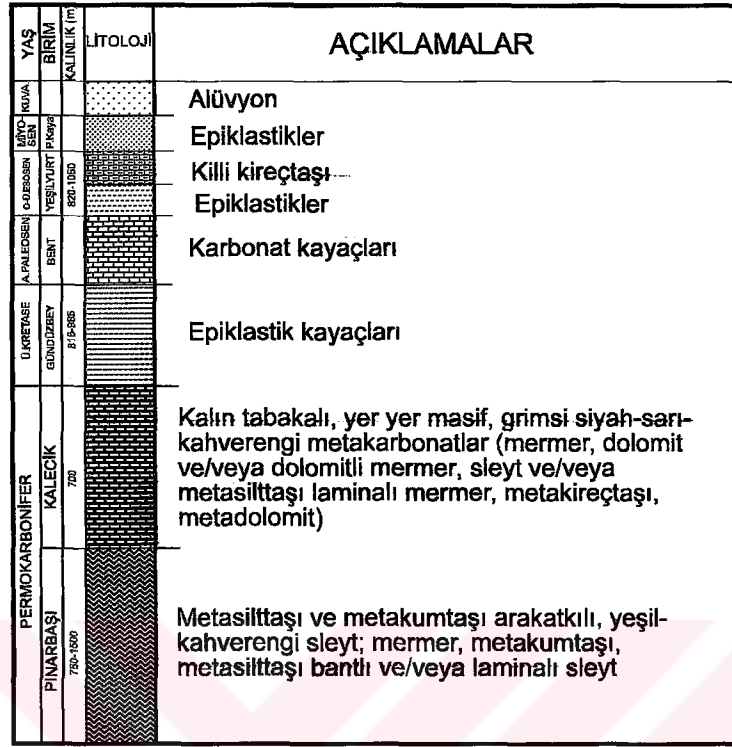 YAŞ
BİRİM
KALINLIK (m)
LİTOLOJİ
AÇIKLAMALAR
KUVA.
Alüvyon
MİYO-
SEN
P.Kaya
Epiklastikler
O-Ü.EOSEN
YEŞİLYURT
820-1050
Killi kireçtaşı
Epiklastikler
A.PALEOSEN
BENT
Karbonat kayaçları
Ü.KRETASE
GÜNDÜZBEY
Epiklastik kayaçları
PERMOKARBONİFER
KALECİK
700
Kalın tabakalı, yer yer masif, grimsi siyah-sarı-
kahverengi metakarbonatlar (mermer, dolomit
ve/veya dolomitli mermer, sleyt ve/veya
metasilttaşı laminalı mermer, metakireçtaşı,
metadolomit)
PINARBAŞI
750-1500
Metasilttaşı ve metakumtaşı arakatkılı, yeşil-
kahverengi sleyt; mermer, metakumtaşı,
metasilttaşı bantlı ve/veya laminalı sleyt